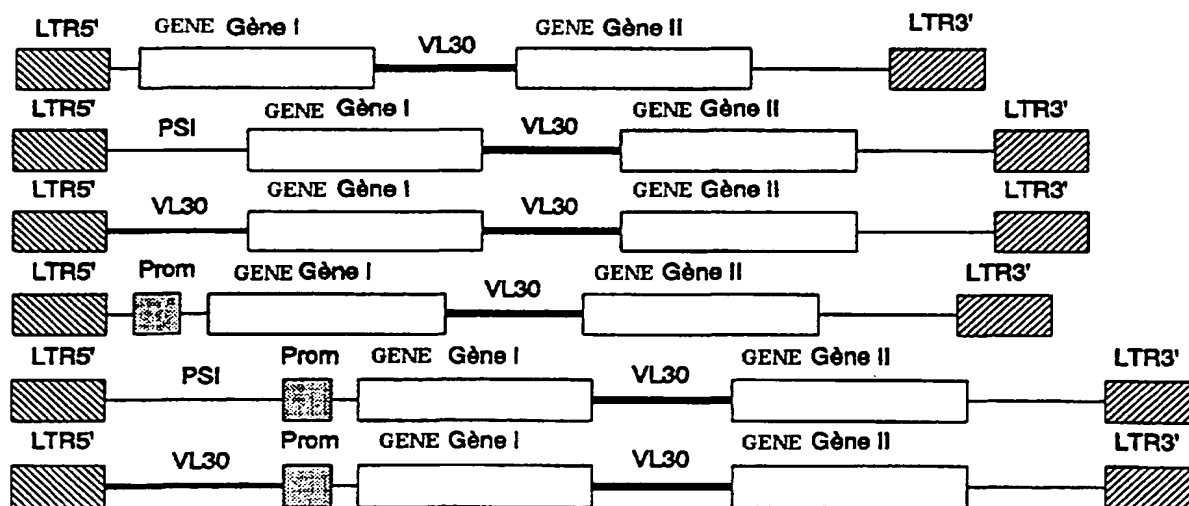 LTR5' GENE Gène I VL30 GENE Gène II LTR3'
LTR5' PSI GENE Gène I VL30 GENE Gène II LTR3'
LTR5' VL30 GENE Gène I VL30 GENE Gène II LTR3'
LTR5' Prom GENE Gène I VL30 GENE Gène II LTR3'
LTR5' PSI Prom GENE Gène I VL30 GENE Gène II LTR3'
LTR5' VL30 Prom GENE Gène I VL30 GENE Gène II LTR3'